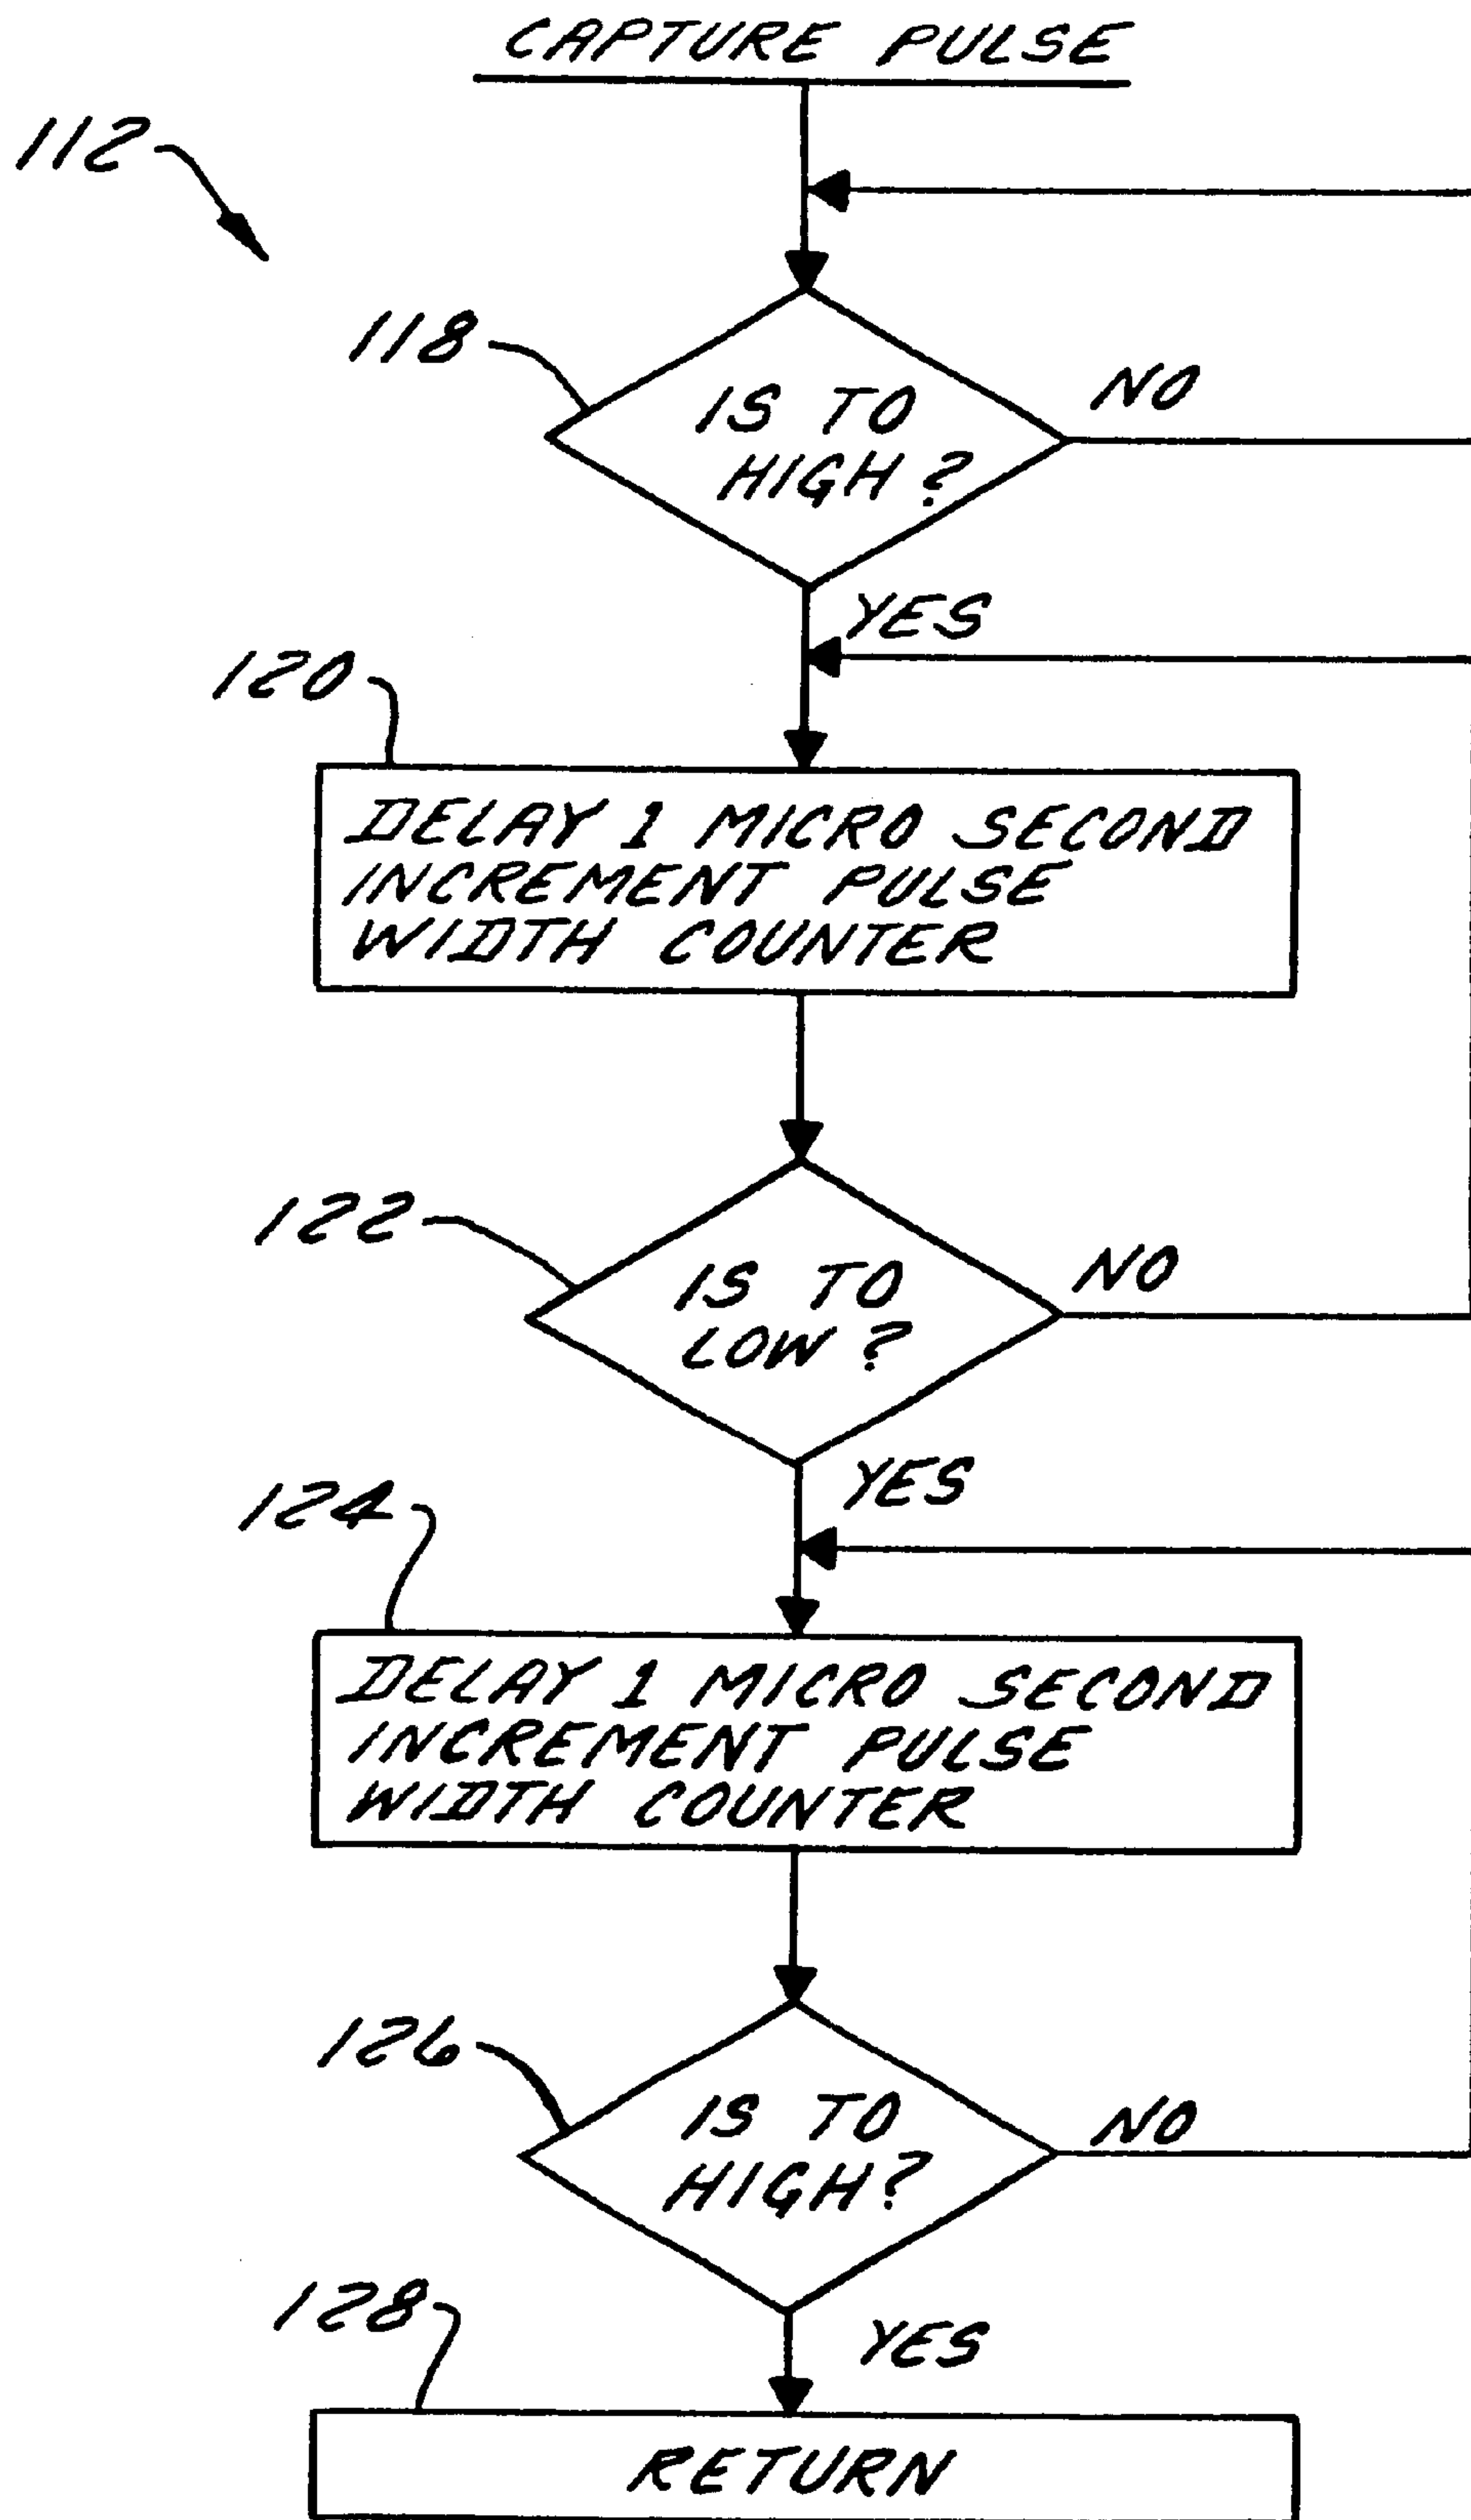 CAPTURE PULSE
112
118
IS TO
HIGH?
NO
YES
120
DELAY 1 MICRO SECOND
INCREMENT PULSE
WIDTH COUNTER
122
IS TO
LOW?
NO
YES
124
DELAY 1 MICRO SECOND
INCREMENT PULSE
WIDTH COUNTER
126
IS TO
HIGH?
NO
YES
128
RETURN